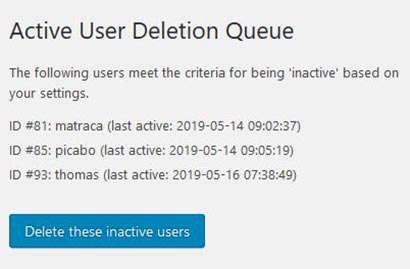 Active User Deletion Queue
The following users meet the criteria for being 'inactive' based on
your settings.
ID #81: matraca (last active: 2019-05-14 09:02:37)
ID #85: picabo (last active: 2019-05-14 09:05:19)
ID #93: thomas (last active: 2019-05-16 07:38:49)
Delete these inactive users